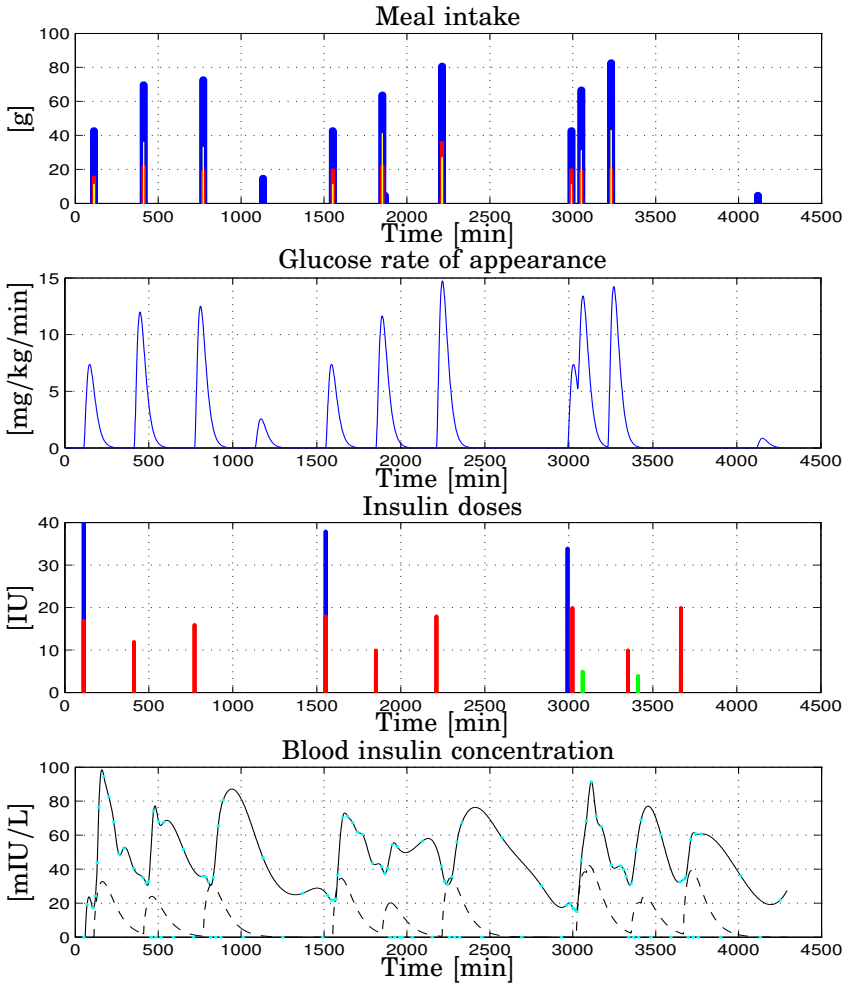 Meal intake
100
80
60
40
20
0
[g]
0 500 1000 1500 2000 2500 3000 3500 4000 4500
Time [min]
Glucose rate of appearance
15
10
5
0
[mg/kg/min]
0 500 1000 1500 2000 2500 3000 3500 4000 4500
Time [min]
Insulin doses
40
30
20
10
0
[IU]
0 500 1000 1500 2000 2500 3000 3500 4000 4500
Time [min]
Blood insulin concentration
100
80
60
40
20
0
[mIU/L]
0 500 1000 1500 2000 2500 3000 3500 4000 4500
Time [min]